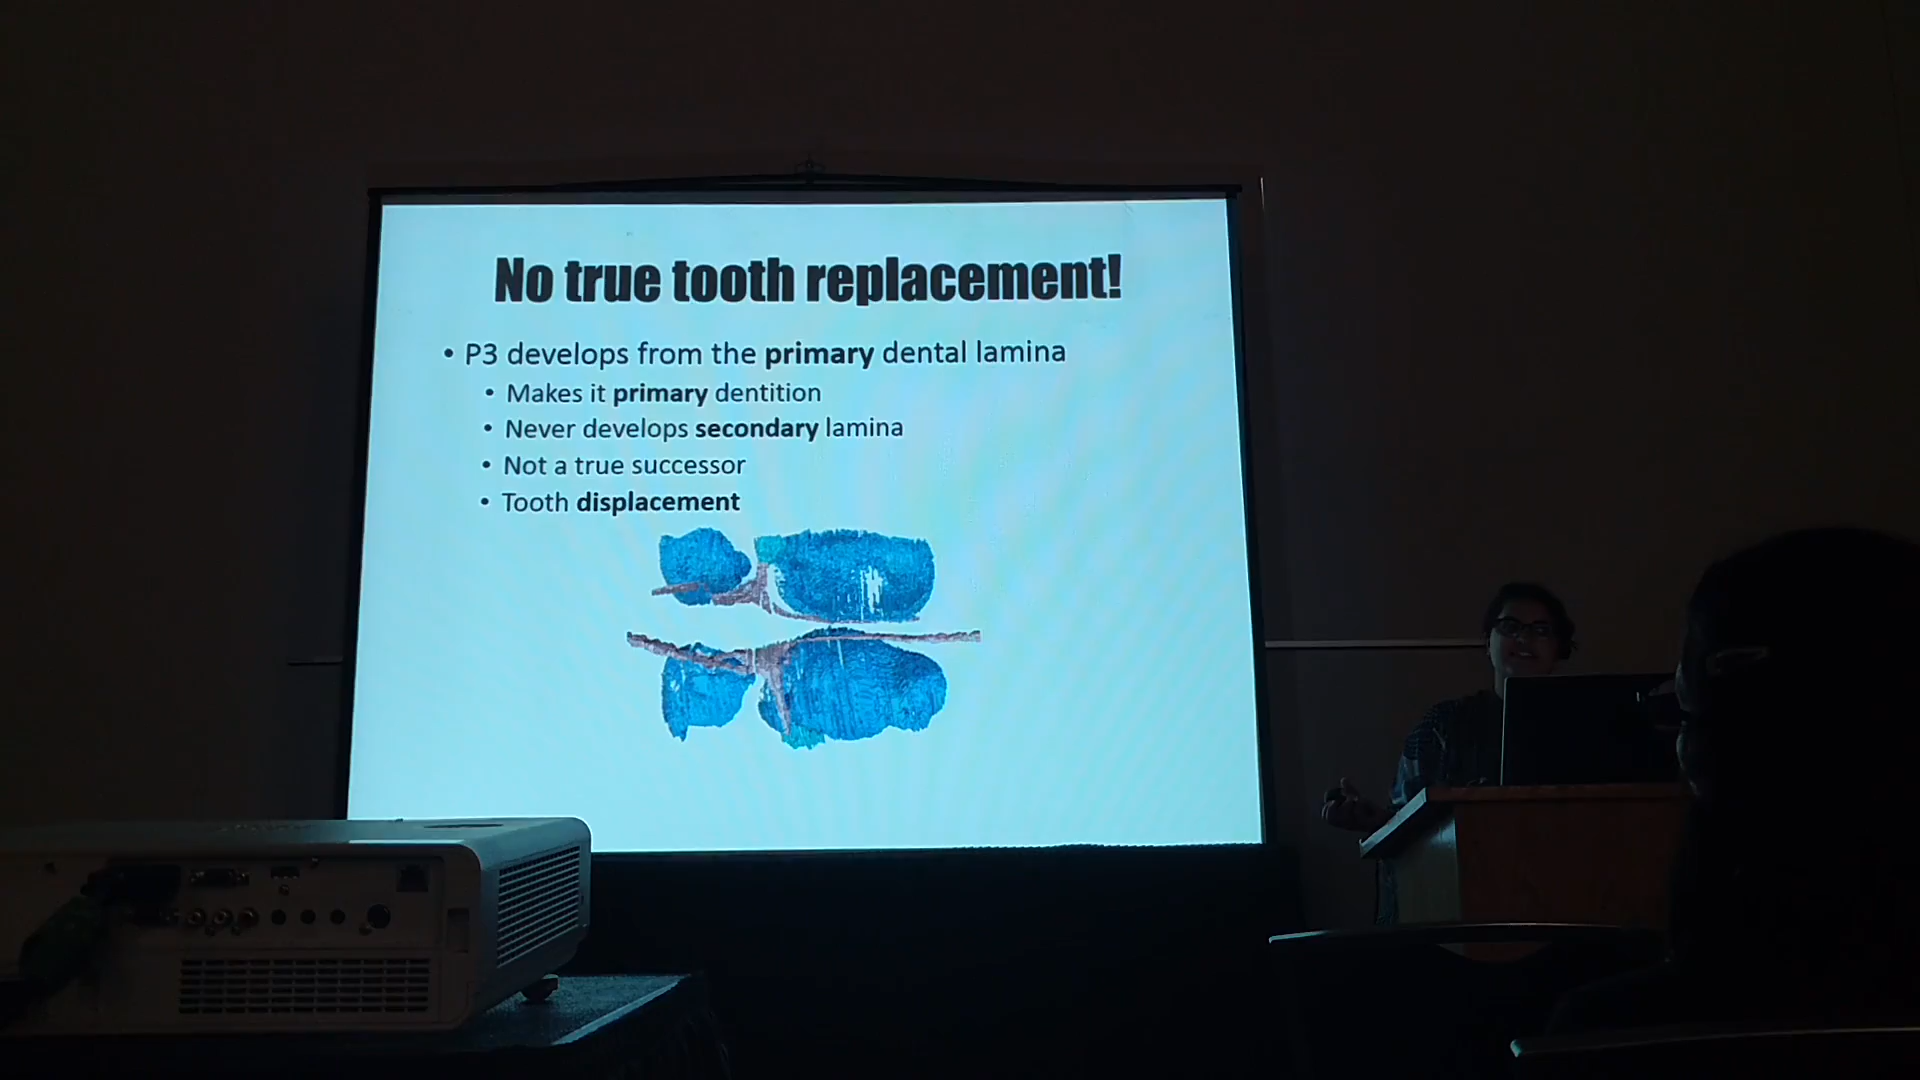 No true tooth replacement!
• P3 develops from the primary dental lamina
• Makes it primary dentition
• Never develops secondary lamina
• Not a true successor
• Tooth displacement